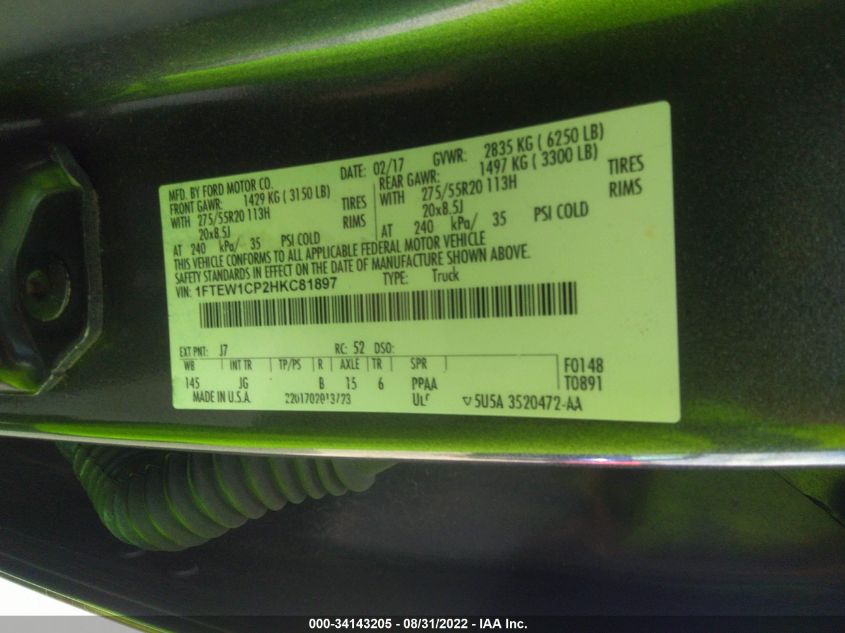 MFD. BY FORD MOTOR CO. DATE: 02/17 GVWR: 2835 KG ( 6250 LB)
FRONT GAWR: 1429 KG ( 3150 LB) REAR GAWR: 1497 KG ( 3300 LB)
WITH 275/55R20 113H TIRES WITH 275/55R20 113H TIRES
20x8.5J RIMS 20x8.5J RIMS
AT 240 kPa/ 35 PSI COLD AT 240 kPa/ 35 PSI COLD
THIS VEHICLE CONFORMS TO ALL APPLICABLE FEDERAL MOTOR VEHICLE
SAFETY STANDARDS IN EFFECT ON THE DATE OF MANUFACTURE SHOWN ABOVE.
VIN: 1FTEW1CP2HKC81897 TYPE: Truck
EXT PNT: J7 RC: 52 DSO:
WB INT TR TP/PS R AXLE TR SPR F0148
145 JG B 15 6 PPAA T0891
MADE IN U.S.A. 5U5A 3520472-AA
000-34143205 - 08/31/2022 - IAA Inc.